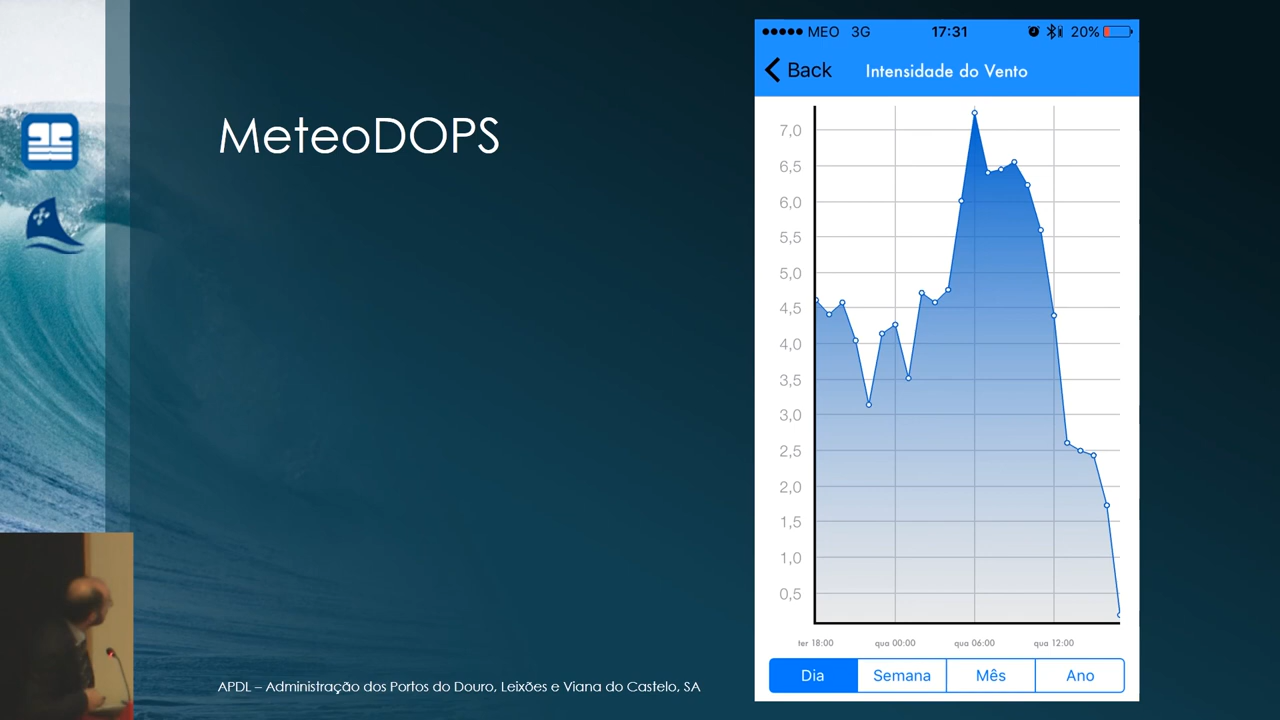 MeteoDOPS
MEO 3G 17:31 20%
Back Intensidade do Vento
7,0
6,5
6,0
5,5
5,0
4,5
4,0
3,5
3,0
2,5
2,0
1,5
1,0
0,5
ter 18:00 qua 00:00 qua 06:00 qua 12:00
Dia Semana Mês Ano
APDL – Administração dos Portos do Douro, Leixões e Viana do Castelo, SA